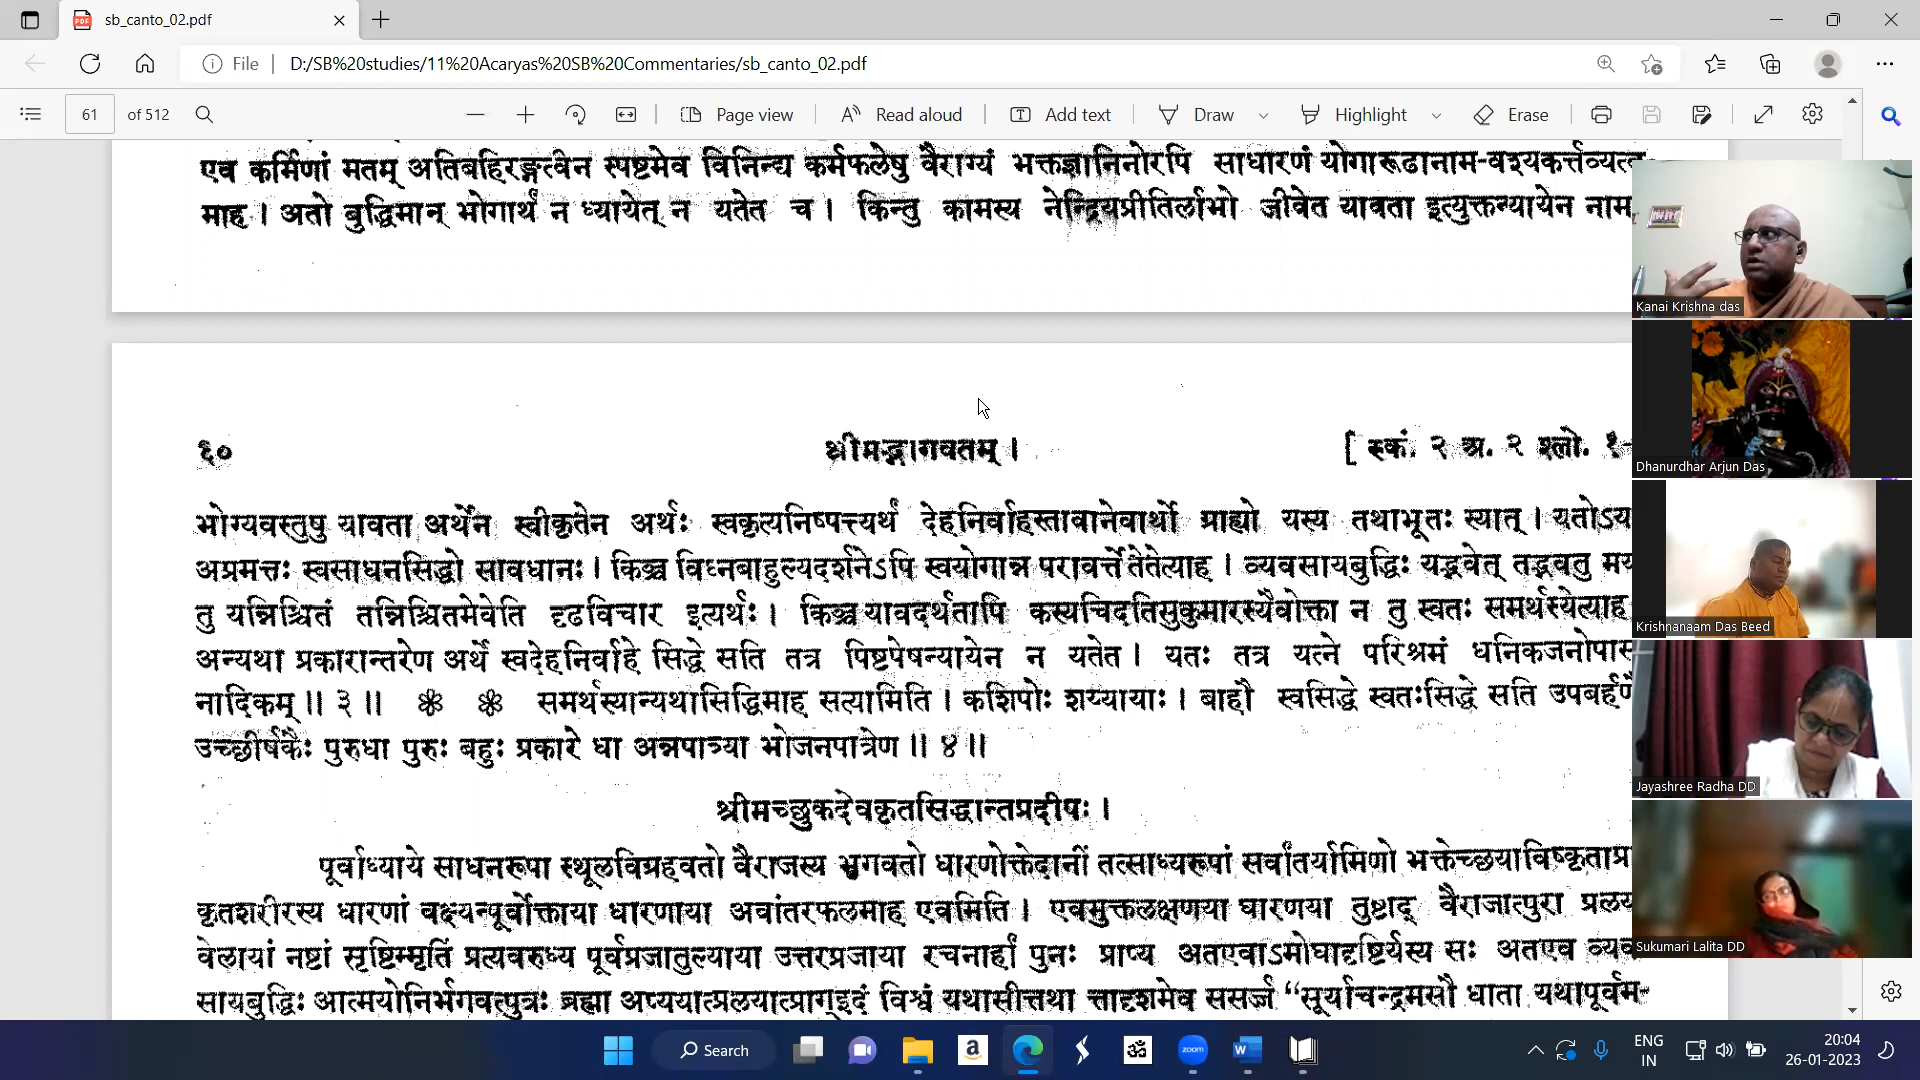 sb_canto_02.pdf
File
D:/SB%20studies/11%20Acaryas%20SB%20Commentaries/sb_canto_02.pdf
61 of 512
Page view
Read aloud
Add text
Draw
Highlight
Erase
एव कर्मिणां मतम् अतिबहिरङ्गत्वेन स्पष्टमेव विनिन्द्य कर्मफलेषु वैराग्यं भक्तज्ञानिनोरपि साधारणं योगारूढानाम-वश्यकर्त्तव्यत्व-
माह । अतो बुद्धिमान् भोगार्थं न ध्यायेत् न यतेत च । किन्तु कामस्य नेन्द्रियप्रीतिर्लाभो जीवेत यावता इत्युक्तन्यायेन नाम
६० श्रीमद्भागवतम् । [ स्कं. २ अ. २ श्लो. १-
भोग्यवस्तुषु यावता अर्थेन स्वीकृतेन अर्थः स्वकृत्यनिष्पत्त्यर्थं देहनिर्वाहस्तावानेवार्थो ग्राह्यो यस्य तथाभूतः स्यात् । यतोऽय
अप्रमत्तः स्वसाधनसिद्धो सावधानः । किञ्च विघ्नबाहुल्यदर्शनेऽपि स्वयोगान्न परावर्त्तेतेत्याह । व्यवसायबुद्धिः यद्भवेत् तद्भवतु मय
तु यन्निश्चितं तन्निश्चितमेवेति दृढविचार इत्यर्थः । किञ्च यावदर्थतापि कस्यचिदतिसुकुमारस्यैवोक्ता न तु स्वतः समर्थस्येत्याह
अन्यथा प्रकारान्तरेण अर्थे स्वदेहनिर्वाहे सिद्धे सति तत्र पिष्टपेषन्यायेन न यतेत । यतः तत्र यत्ने परिश्रमं धनिकजनोपास
नादिकम् ॥ ३ ॥ समर्थस्यान्यथासिद्धिमाह सत्यामिति । कशिपोः शय्यायाः । बाहौ स्वसिद्धे स्वतःसिद्धे सति उपबर्हणैः
उच्छीर्षकैः पुरुधा पुरुः बहुः प्रकारे धा अन्नपात्र्या भोजनपात्रेण ॥ ४ ॥
श्रीमच्छुकदेवकृतसिद्धान्तप्रदीपः ।
पूर्वाध्याये साधनरूपा स्थूलविग्रहवतो वैराजस्य भगवतो धारणोक्तेदानीं तत्साध्यरूपां सर्वांतर्यामिणो भक्तेच्छयाविष्कृताप्रा
कृतशरीरस्य धारणां वक्ष्यन्पूर्वोक्ताया धारणाया अवांतरफलमाह एवमिति । एवमुक्तलक्षणया धारणया तुष्टाद् वैराजात्पुरा प्रलय
वेलायां नष्टां सृष्टिस्मृतिं प्रत्यवरुध्य पूर्वप्रजातुल्याया उत्तरप्रजाया रचनार्हां पुनः प्राप्य अतएवाऽमोघादृष्टिर्यस्य सः अतएव व्यव
सायबुद्धिः आत्मयोनिर्भगवत्पुत्रः ब्रह्मा अप्ययात्प्रलयात्प्राग्इदं विश्वं यथासीत्तथा तादृशमेव ससर्ज “सूर्याचन्द्रमसौ धाता यथापूर्वम-
Kanai Krishna das
Dhanurdhar Arjun Das
Krishnanaam Das Beed
Jayashree Radha DD
Sukumari Lalita DD
Search
zoom
ENG
IN
20:04
26-01-2023